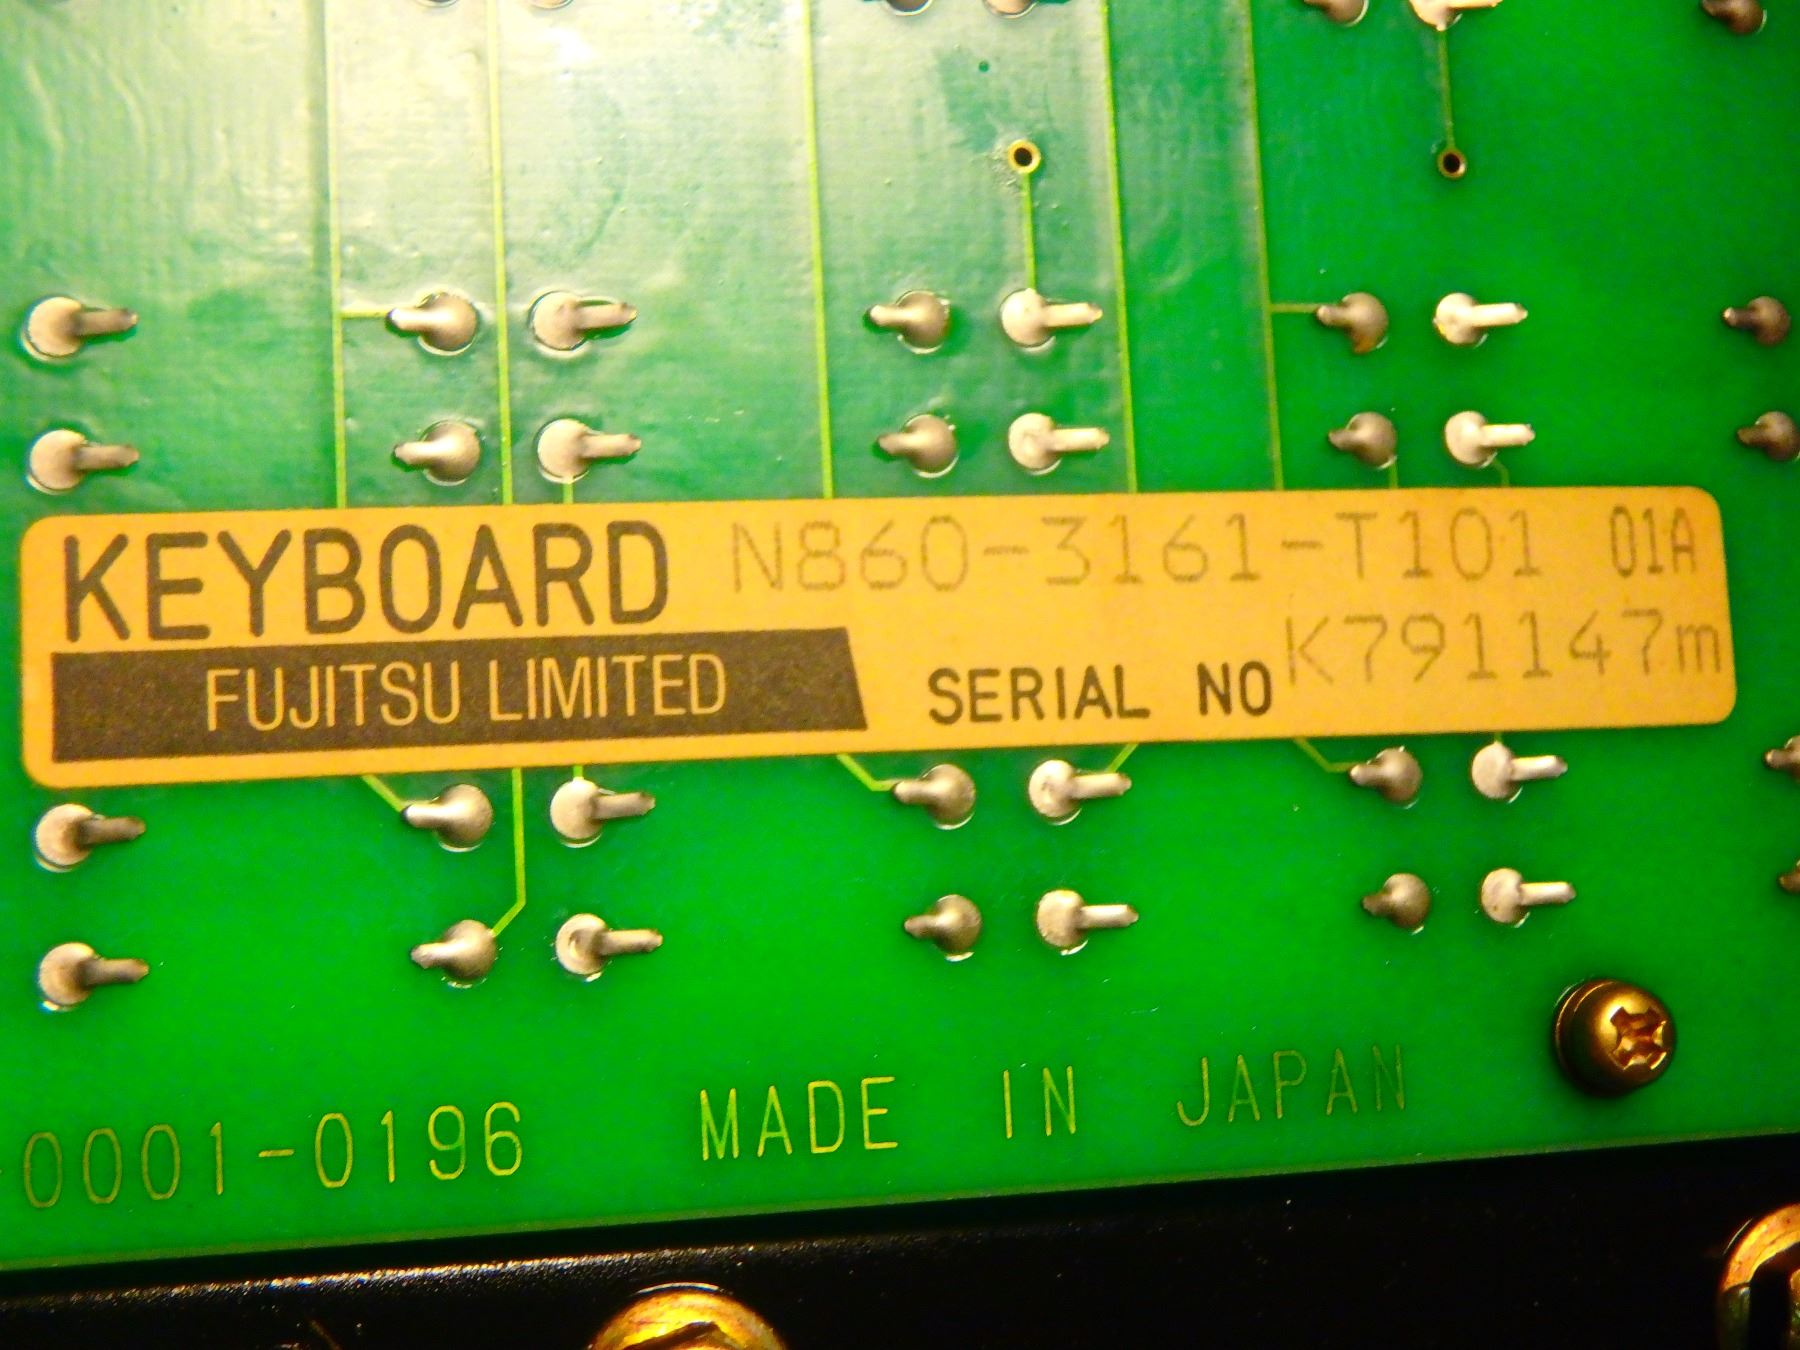 KEYBOARD N860-3161-T101 01A
FUJITSU LIMITED SERIAL NO K791147m
-0001-0196 MADE IN JAPAN